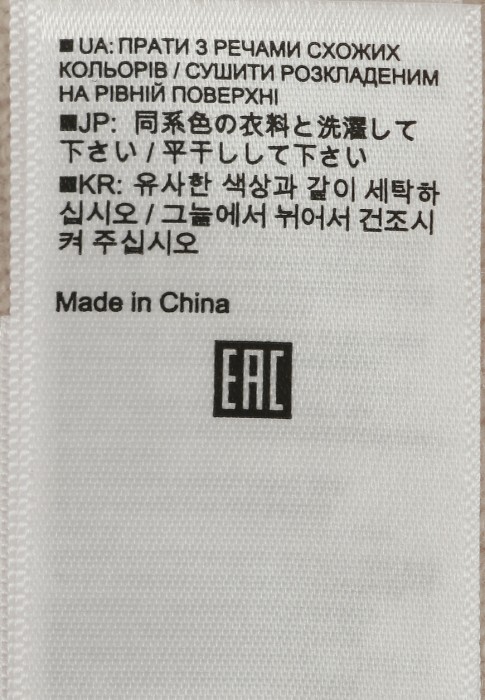 ■ UA: ПРАТИ З РЕЧАМИ СХОЖИХ
КОЛЬОРІВ / СУШИТИ РОЗКЛАДЕНИМ
НА РІВНІЙ ПОВЕРХНІ
■JP: 同系色の衣料と洗濯して
下さい / 平干ししして下さい
■KR: 유사한 색상과 같이 세탁하
십시오 / 그늘에서 뉘어서 건조시
켜 주십시오
Made in China
EAC